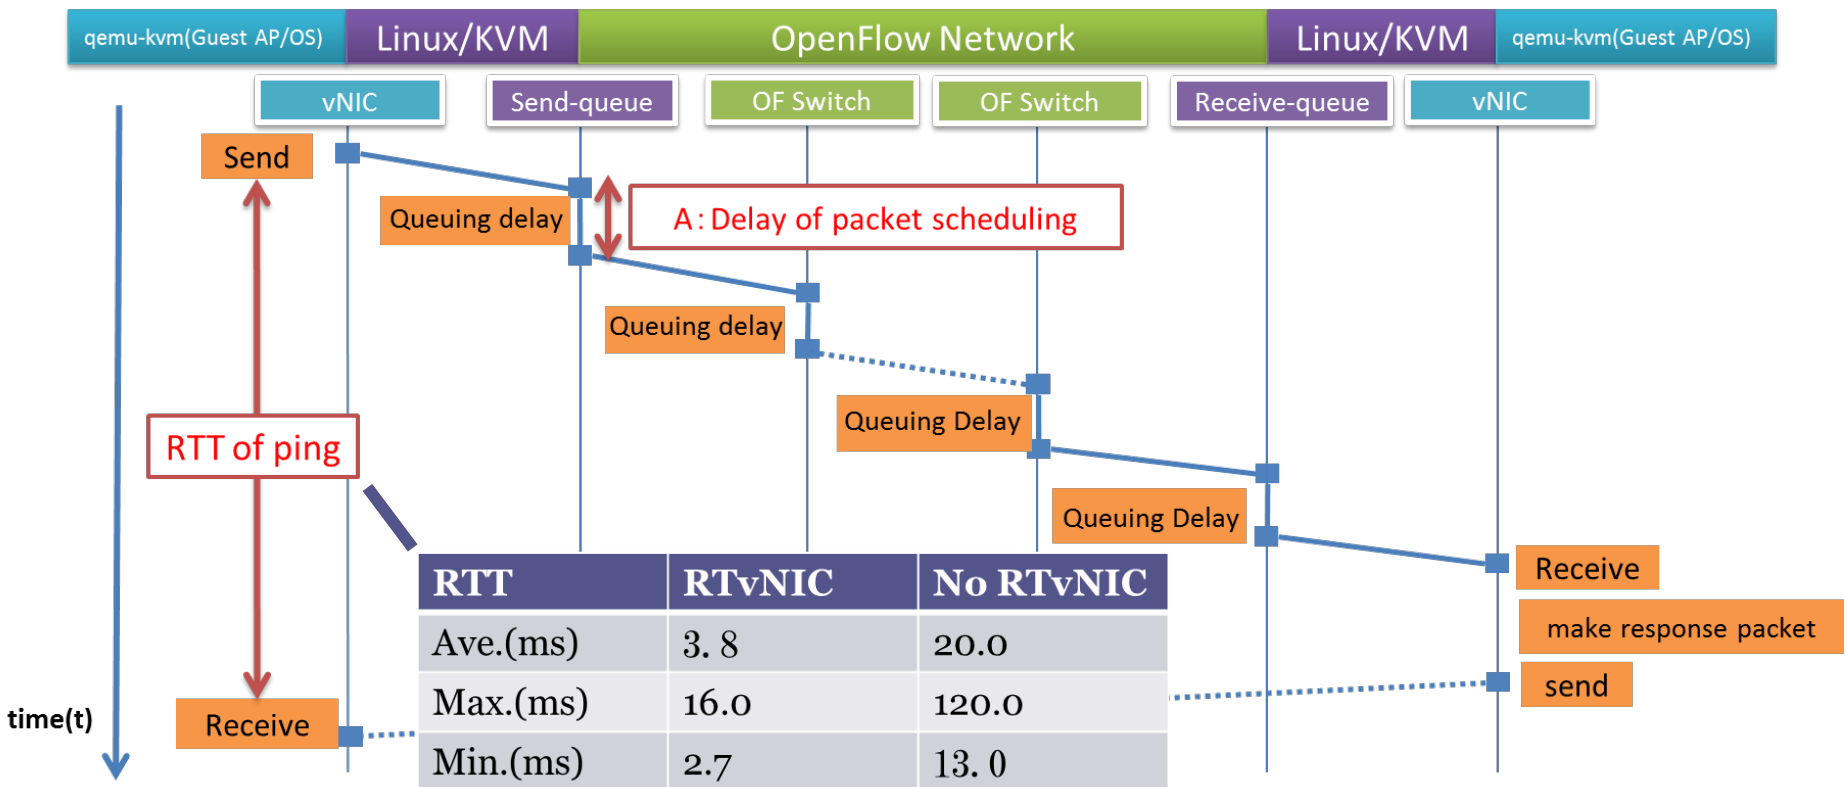 qemu-kvm(Guest AP/OS)
Linux/KVM
OpenFlow Network
Linux/KVM
qemu-kvm(Guest AP/OS)
vNIC
Send-queue
OF Switch
OF Switch
Receive-queue
vNIC
Send
Queuing delay
A:Delay of packet scheduling
Queuing delay
Queuing Delay
RTT of ping
Queuing Delay
Receive
make response packet
send
RTT RTvNIC No RTvNIC
Ave.(ms) 3. 8 20.0
Max.(ms) 16.0 120.0
Min.(ms) 2.7 13. 0
Receive
time(t)